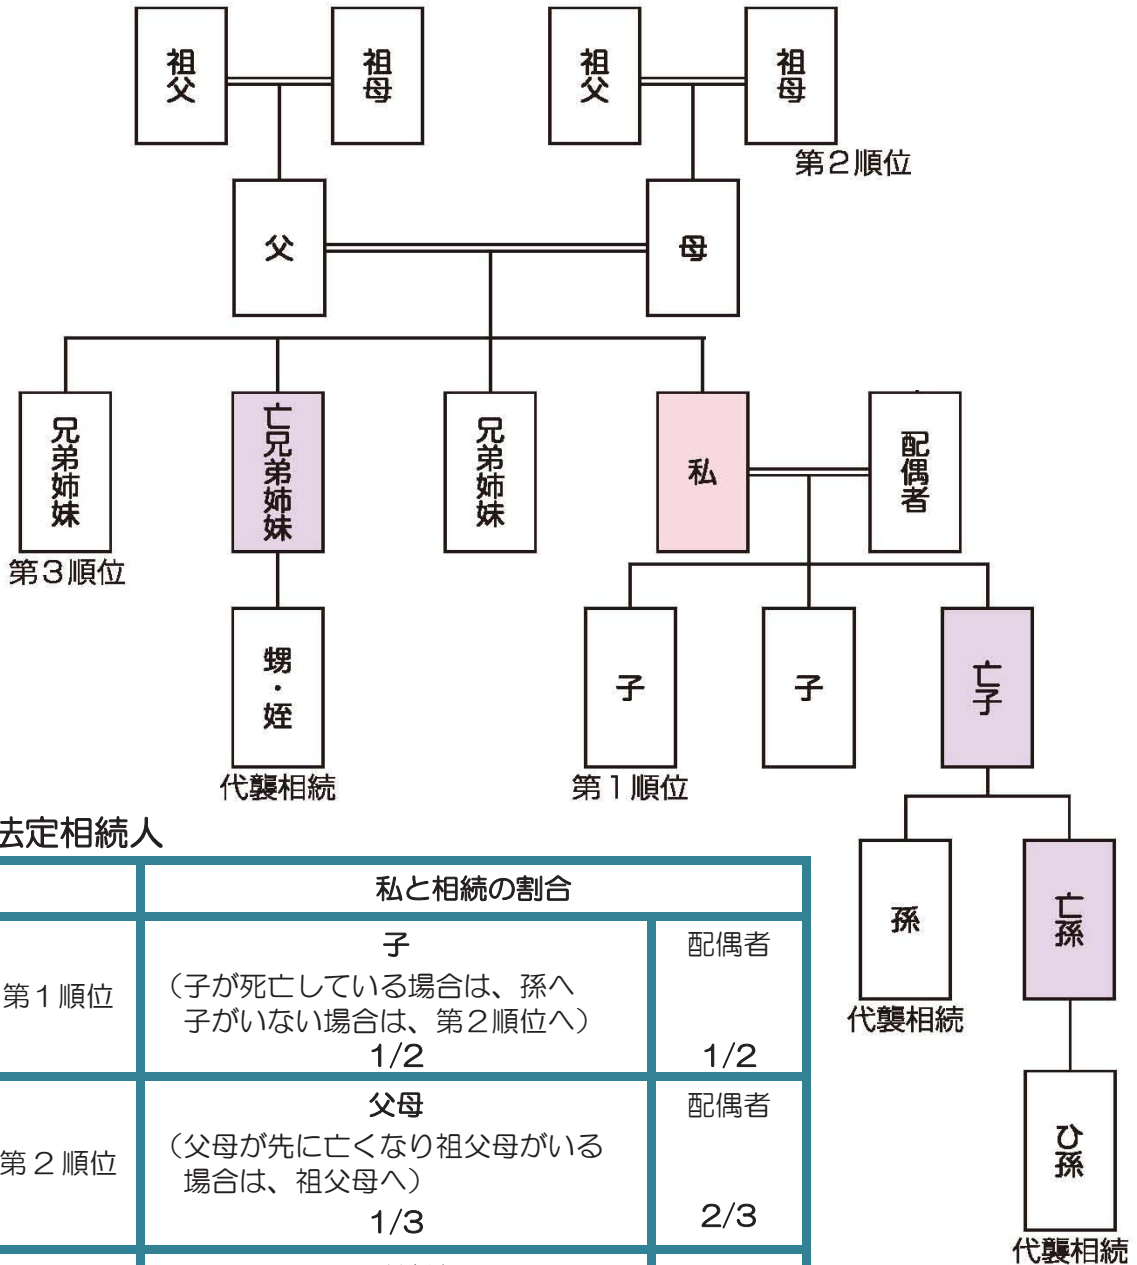 祖父
祖母
祖父
祖母
第2順位
父
母
兄弟姉妹
亡兄弟姉妹
兄弟姉妹
私
配偶者
第3順位
甥・姪
子
子
亡子
代襲相続
第1順位
孫
亡孫
代襲相続
ひ孫
代襲相続
法定相続人
私と相続の割合
第1順位
子
(子が死亡している場合は、孫へ
子がいない場合は、第2順位へ)
1/2
配偶者
1/2
第2順位
父母
(父母が先に亡くなり祖父母がいる
場合は、祖父母へ)
1/3
配偶者
2/3